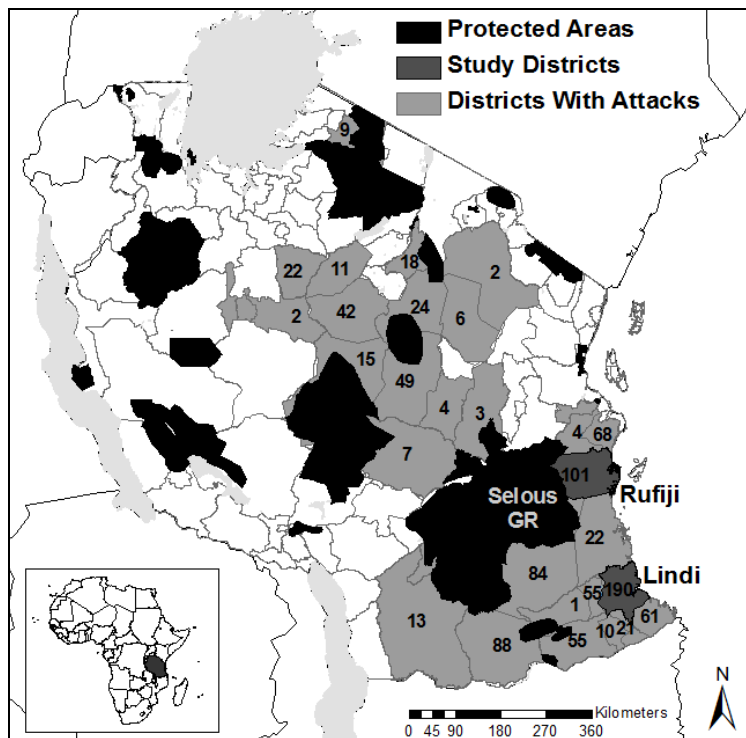 Protected Areas
Study Districts
Districts With Attacks
9
18
2
22
11
24
2
42
6
15
49
4
3
4
68
7
101
Selous
GR
Rufiji
22
84
Lindi
55
190
1
61
13
10
21
88
55
N
Kilometers
0 45 90 180 270 360